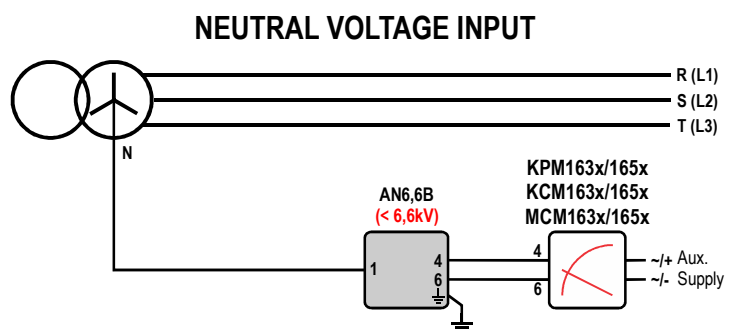 NEUTRAL VOLTAGE INPUT
R (L1)
S (L2)
T (L3)
N
KPM163x/165x
KCM163x/165x
MCM163x/165x
AN6,6B
(< 6,6kV)
1
4
6
4
6
~/+ Aux.
~/- Supply